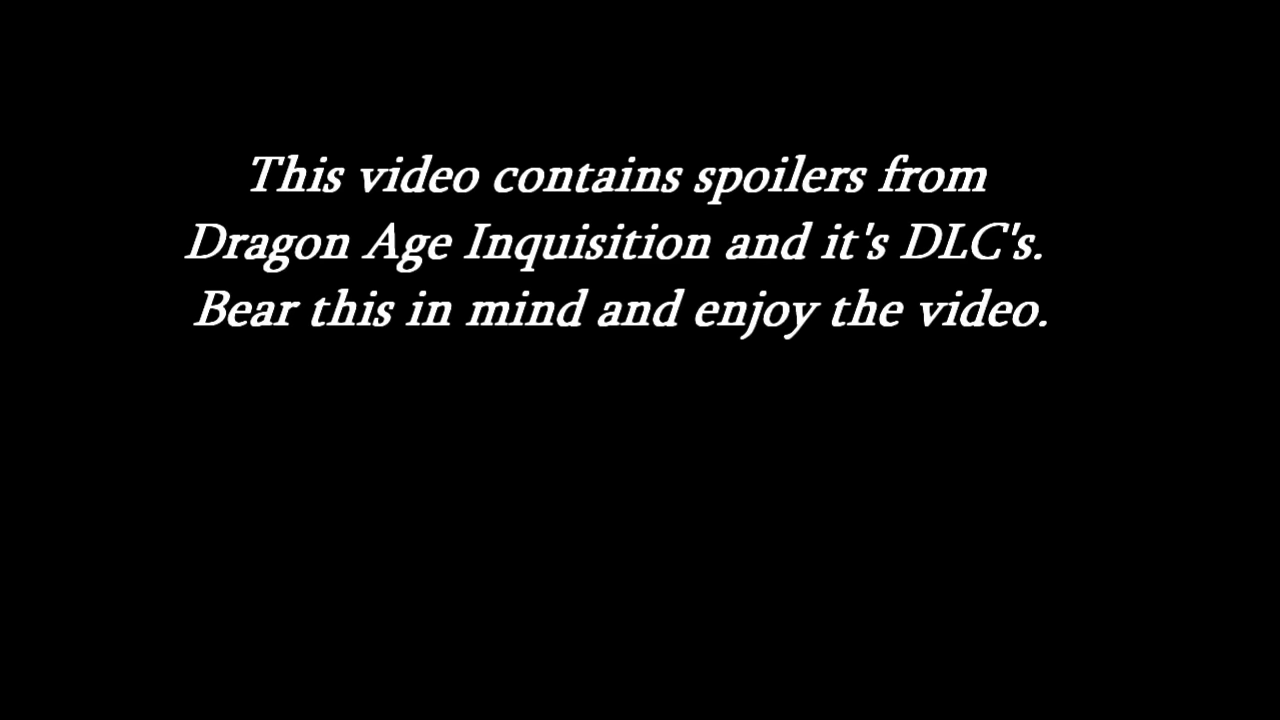 This video contains spoilers from
Dragon Age Inquisition and it's DLC's.
Bear this in mind and enjoy the video.